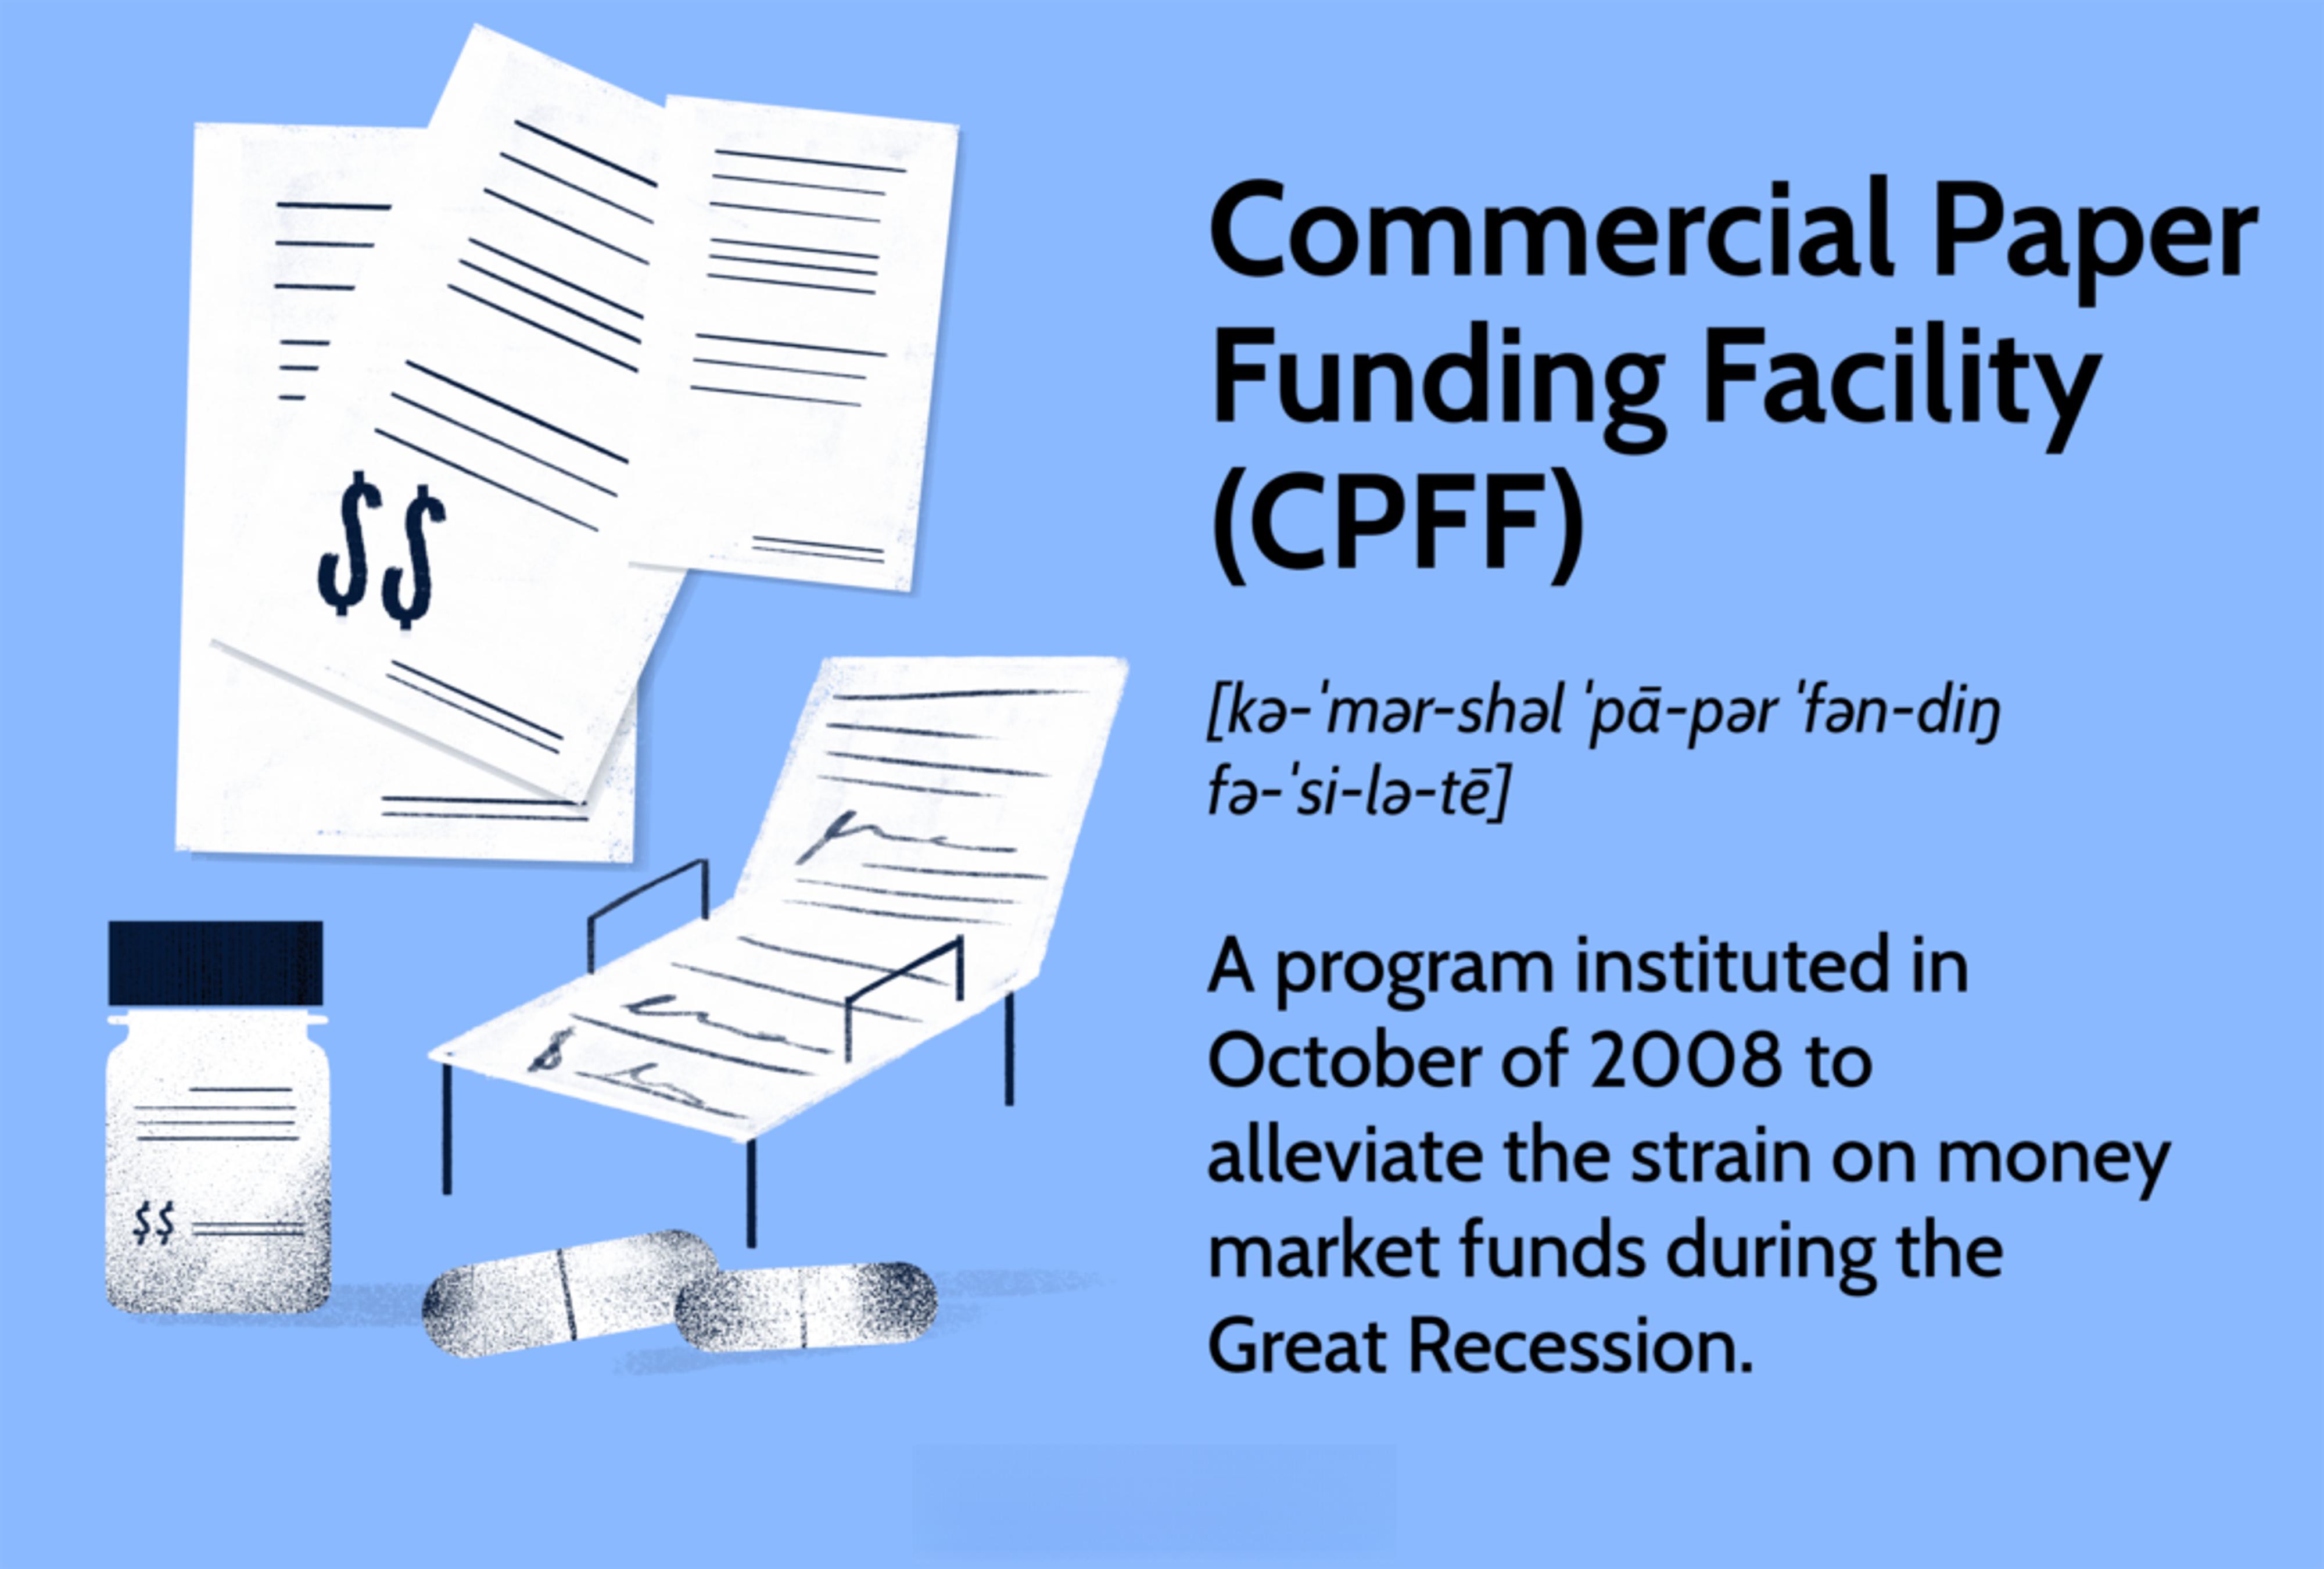 Commercial Paper
Funding Facility
(CPFF)
[kə-ˈmər-shəl ˈpā-pər ˈfən-diŋ
fə-ˈsi-lə-tē]
A program instituted in
October of 2008 to
alleviate the strain on money
market funds during the
Great Recession.
$$
$$